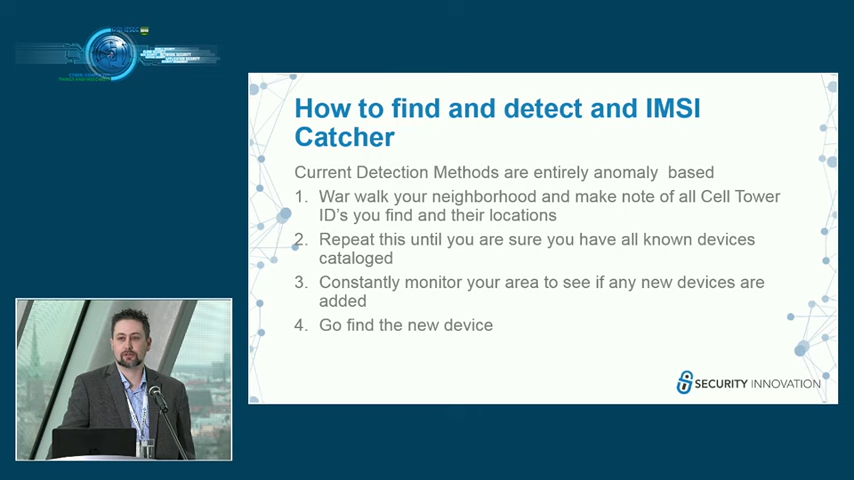 How to find and detect and IMSI
Catcher
Current Detection Methods are entirely anomaly based
1. War walk your neighborhood and make note of all Cell Tower
ID's you find and their locations
2. Repeat this until you are sure you have all known devices
cataloged
3. Constantly monitor your area to see if any new devices are
added
4. Go find the new device
SECURITY INNOVATION